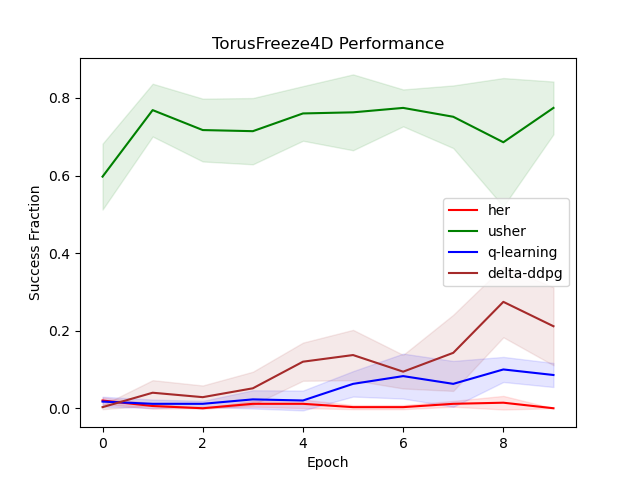 TorusFreeze4D Performance
Success Fraction
0.8
0.6
0.4
0.2
0.0
her
usher
q-learning
delta-ddpg
0 2 4 6 8
Epoch